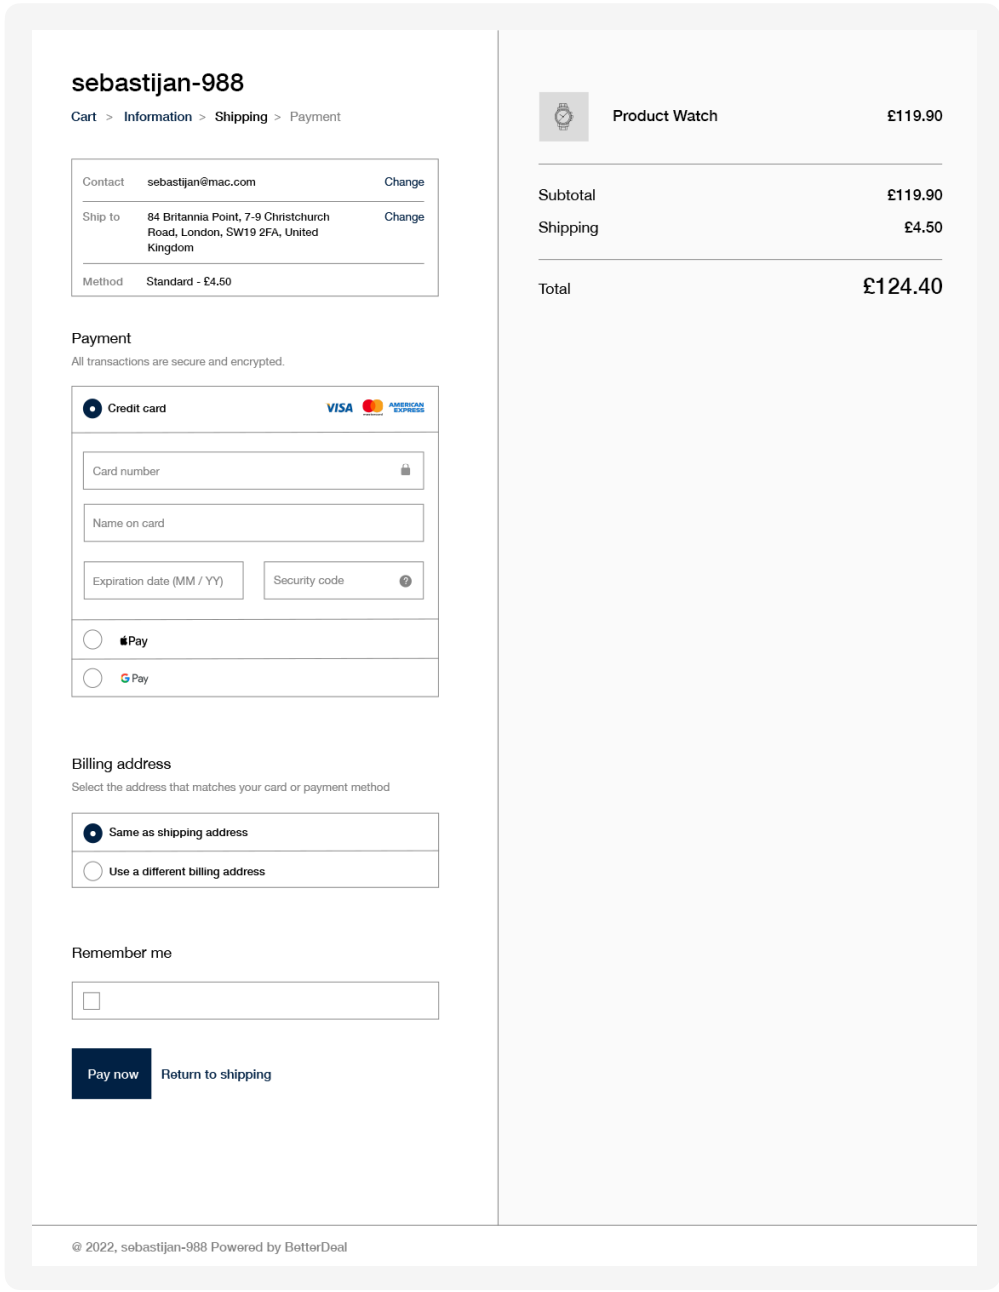 sebastijan-988
Cart > Information > Shipping > Payment
Contact sebastijan@mac.com Change
Ship to 84 Britannia Point, 7-9 Christchurch Change
Road, London, SW19 2FA, United
Kingdom
Method Standard - £4.50
Payment
All transactions are secure and encrypted.
Credit card VISA mastercard AMERICAN
EXPRESS
Card number
Name on card
Expiration date (MM / YY) Security code ?
Pay
G Pay
Billing address
Select the address that matches your card or payment method
Same as shipping address
Use a different billing address
Remember me
Pay now Return to shipping
Product Watch £119.90
Subtotal £119.90
Shipping £4.50
Total £124.40
@ 2022, sebastijan-988 Powered by BetterDeal